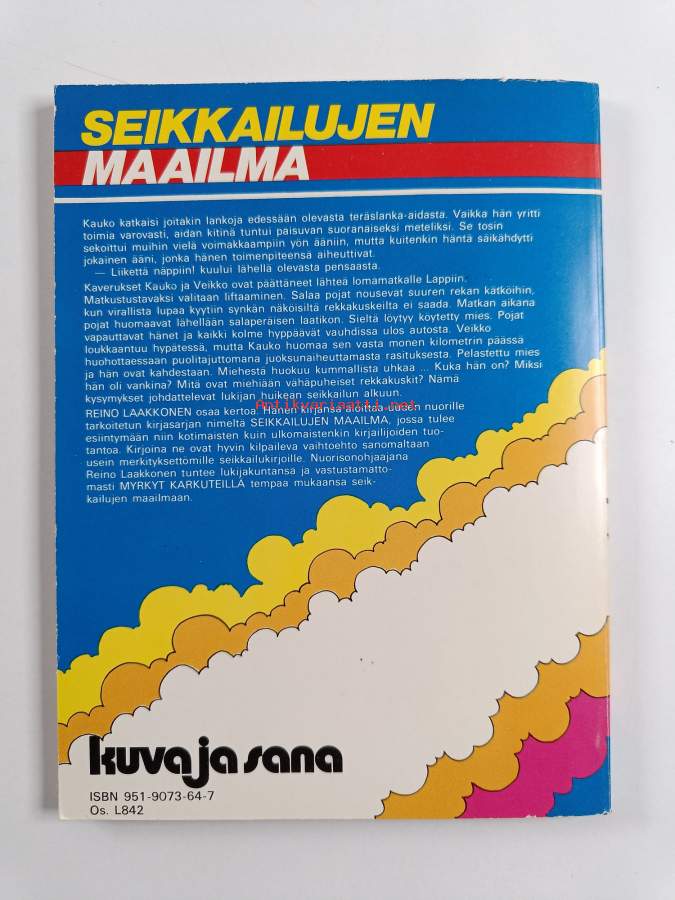 SEIKKAILUJEN
MAAILMA
Kauko katkaisi joitakin lankoja edessään olevasta teräslanka-aidasta. Vaikka hän yritti
toimia varovasti, aidan kitinä tuntui paisuvan suoranaiseksi meteliksi. Se tosin
sekoittui muihin vielä voimakkaampiin yön ääniin, mutta kuitenkin häntä säikähdytti
jokainen ääni, jonka hänen toimenpiteensä aiheuttivat.
— Liikettä näppiin! kuului lähellä olevasta pensaasta.
Kaverukset Kauko ja Veikko ovat päättäneet lähteä lomamatkalle Lappiin.
Matkustustavaksi valitaan liftaaminen. Salaa pojat nousevat suuren rekan kätköihin,
kun virallista lupaa kyytiin synkän näköisiltä rekkakuskeilta ei saada. Matkan aikana
pojat huomaavat lähellään salaperäisen laatikon. Sieltä löytyy köytetty mies. Pojat
vapauttavat hänet ja kaikki kolme hyppäävät vauhdissa ulos autosta. Veikko
loukkaantuu hypätessä, mutta Kauko huomaa sen vasta monen kilometrin päässä
huohottaessaan puolitajuttomana juoksunaiheuttamasta rasituksesta. Pelastettu mies
ja hän ovat kahdestaan. Miehestä huokuu kummallista uhkaa ... Kuka hän on? Miksi
hän oli vankina? Mitä ovat miehiään vähäpuheiset rekkakuskit? Nämä
kysymykset johdattelevat lukijan huikean seikkailun alkuun.
REINO LAAKKONEN osaa kertoa! Hänen kirjansa aloittaa uuden nuorille
tarkoitetun kirjasarjan nimeltä SEIKKAILUJEN MAAILMA, jossa tulee
esiintymään niin kotimaisten kuin ulkomaistenkin kirjailijoiden tuo-
tantoa. Kirjoina ne ovat hyvin kilpaileva vaihtoehto sanomaltaan
usein merkityksettömille seikkailukirjoille. Nuorisonohjaajana
Reino Laakkonen tuntee lukijakuntansa ja vastustamatto-
masti MYRKYT KARKUTEILLÄ tempaa mukaansa seik-
kailujen maailmaan.
Antikvariaatti.net
kuva ja sana
ISBN 951-9073-64-7
Os. L842